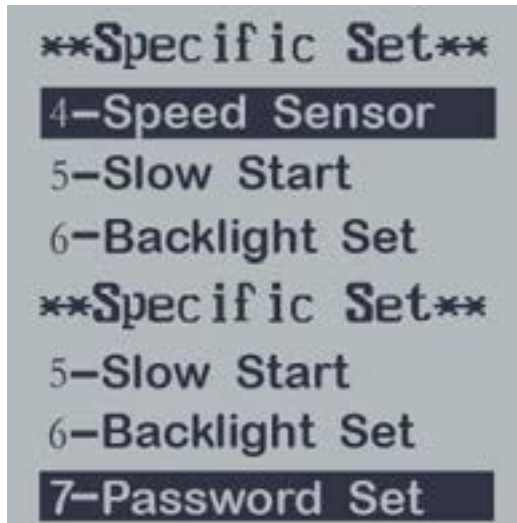 **Specific Set**
4-Speed Sensor
5-Slow Start
6-Backlight Set
**Specific Set**
5-Slow Start
6-Backlight Set
7-Password Set